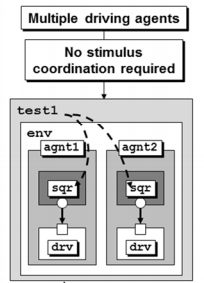 Multiple driving agents
No stimulus
coordination required
test1
env
agnt1 agnt2
sqr sqr
drv drv